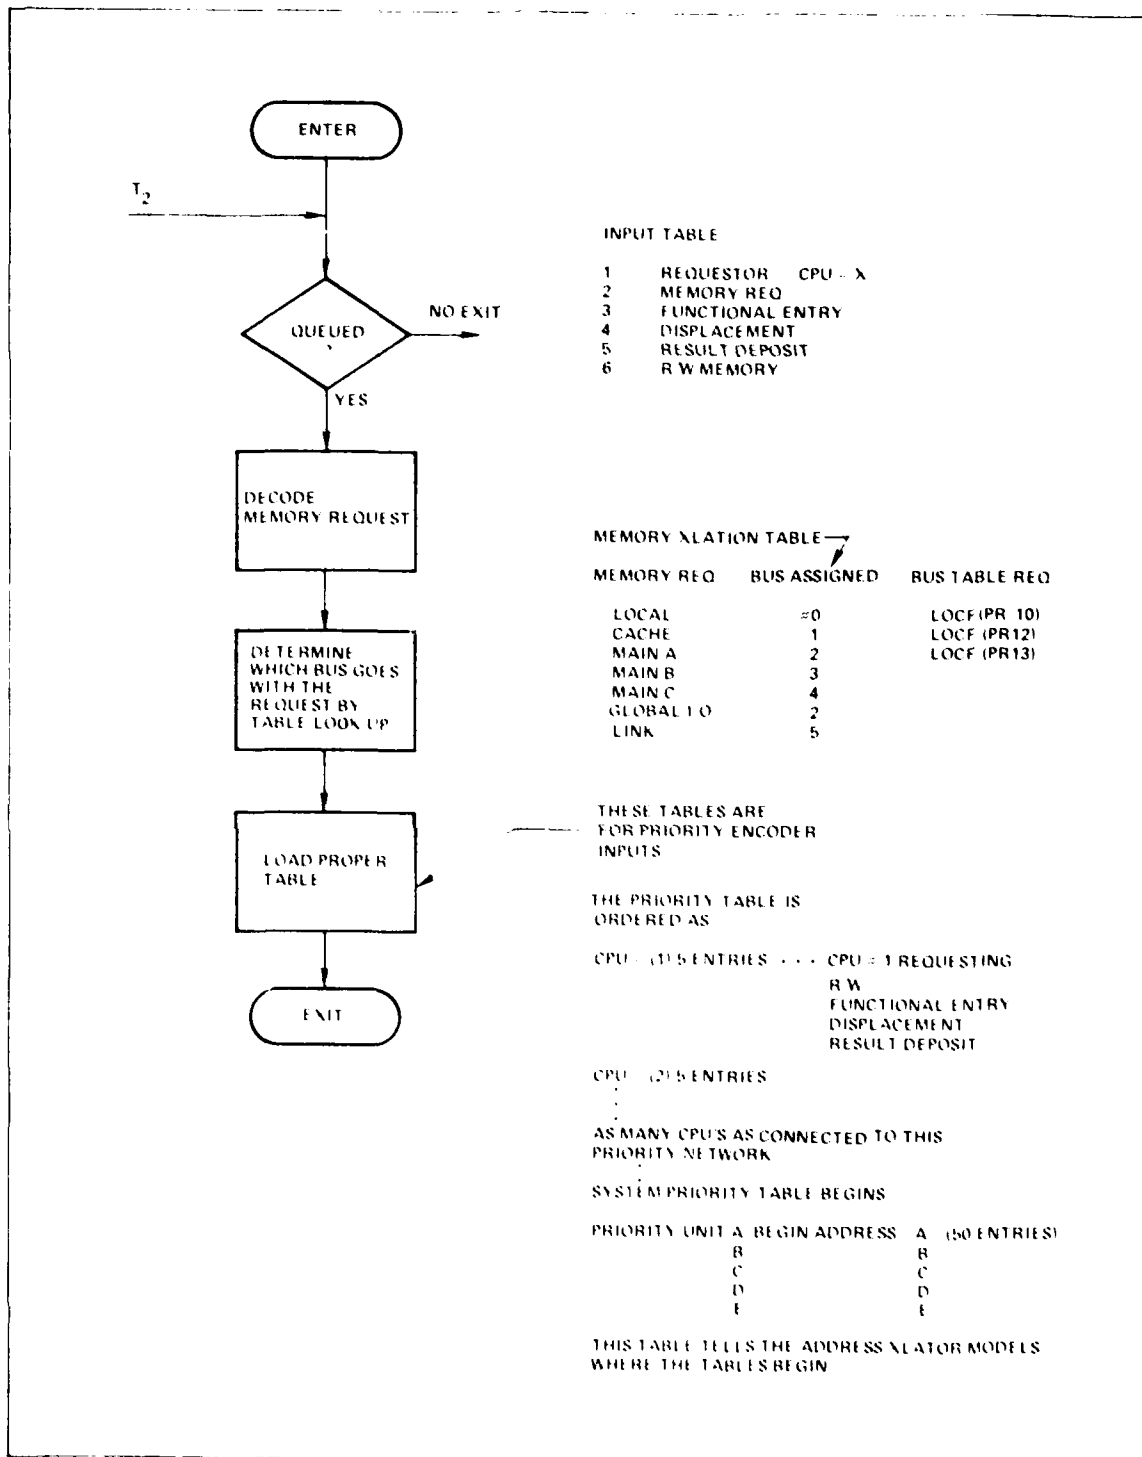 ENTER
T2
QUEUED
NO EXIT
YES
DECODE
MEMORY REQUEST
DETERMINE
WHICH BUS GOES
WITH THE
REQUEST BY
TABLE LOOK UP
LOAD PROPER
TABLE
EXIT
INPUT TABLE
1 REQUESTOR CPU = X
2 MEMORY REQ
3 FUNCTIONAL ENTRY
4 DISPLACEMENT
5 RESULT DEPOSIT
6 R W MEMORY
MEMORY XLATION TABLE
MEMORY REQ BUS ASSIGNED BUS TABLE REQ
LOCAL =0 LOCF (PR 10)
CACHE 1 LOCF (PR12)
MAIN A 2 LOCF (PR13)
MAIN B 3
MAIN C 4
GLOBAL I O 2
LINK 5
THESE TABLES ARE
FOR PRIORITY ENCODER
INPUTS
THE PRIORITY TABLE IS
ORDERED AS
CPU - (1) 5 ENTRIES · · · CPU = 1 REQUESTING
R W
FUNCTIONAL ENTRY
DISPLACEMENT
RESULT DEPOSIT
CPU (2) 5 ENTRIES
AS MANY CPU'S AS CONNECTED TO THIS
PRIORITY NETWORK
SYSTEM PRIORITY TABLE BEGINS
PRIORITY UNIT A BEGIN ADDRESS A (50 ENTRIES)
B B
C C
D D
E E
THIS TABLE TELLS THE ADDRESS XLATOR MODELS
WHERE THE TABLES BEGIN